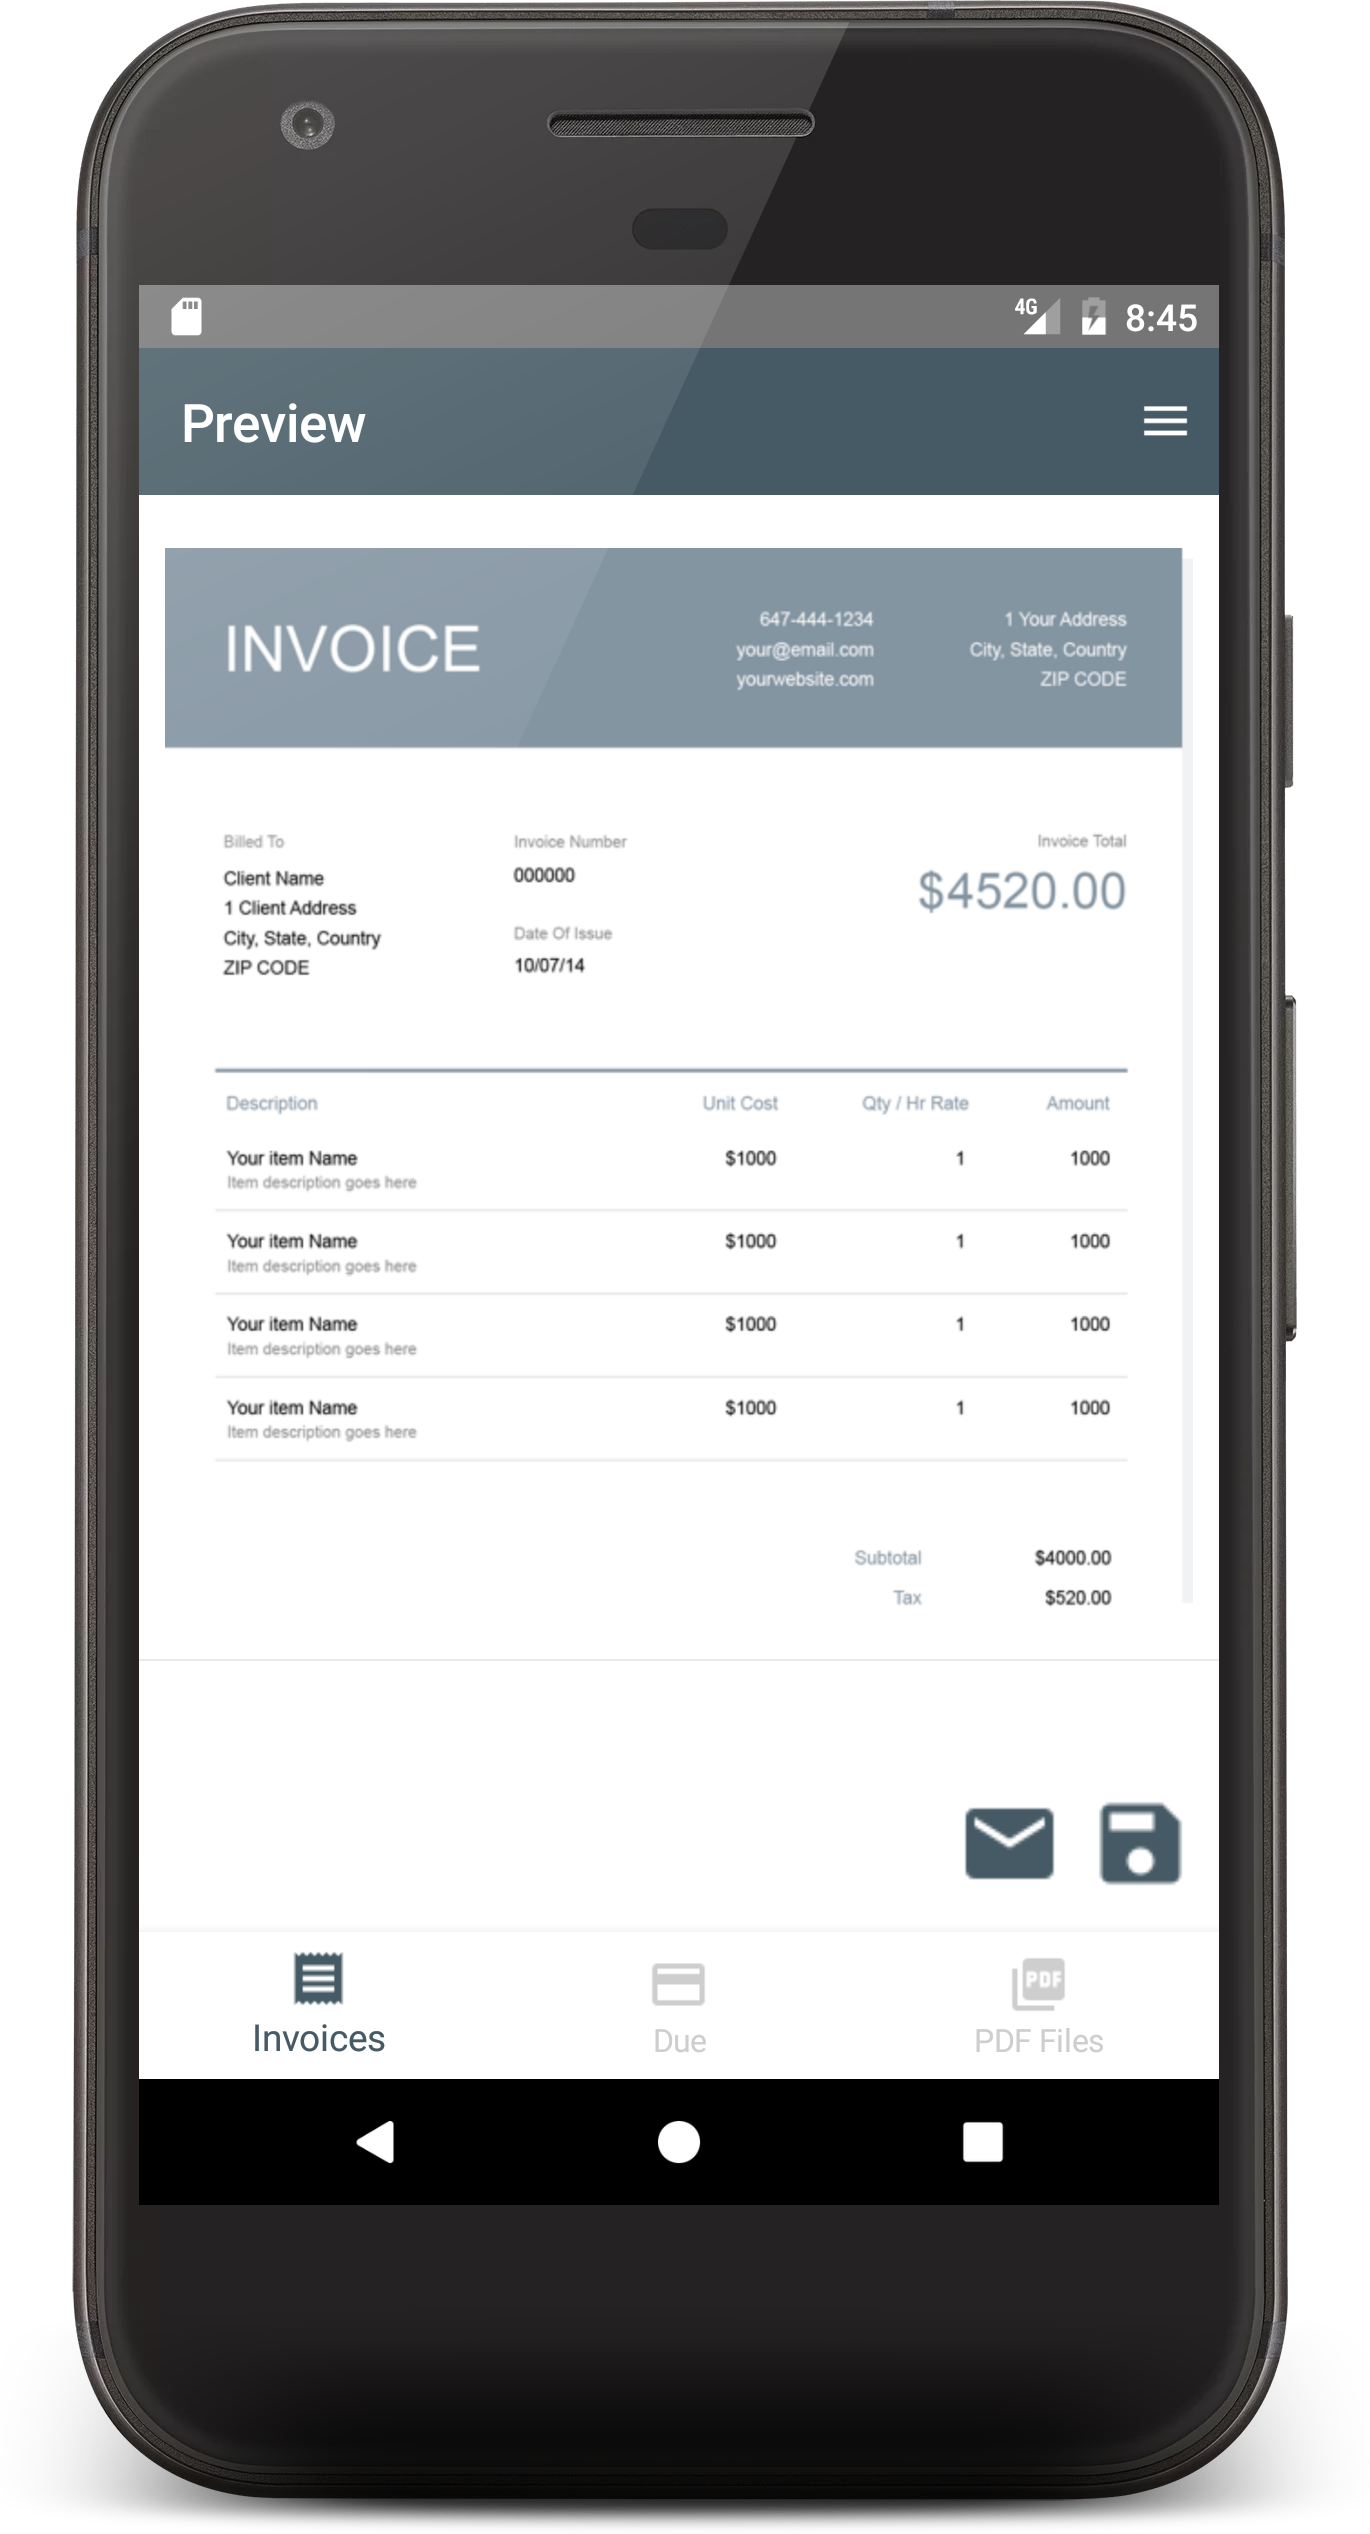 4G 8:45
Preview
INVOICE
647-444-1234
your@email.com
yourwebsite.com
1 Your Address
City, State, Country
ZIP CODE
Billed To
Client Name
1 Client Address
City, State, Country
ZIP CODE
Invoice Number
000000
Date Of Issue
10/07/14
Invoice Total
$4520.00
Description Unit Cost Qty / Hr Rate Amount
Your item Name $1000 1 1000
Item description goes here
Your item Name $1000 1 1000
Item description goes here
Your item Name $1000 1 1000
Item description goes here
Your item Name $1000 1 1000
Item description goes here
Subtotal $4000.00
Tax $520.00
PDF
Invoices Due PDF Files